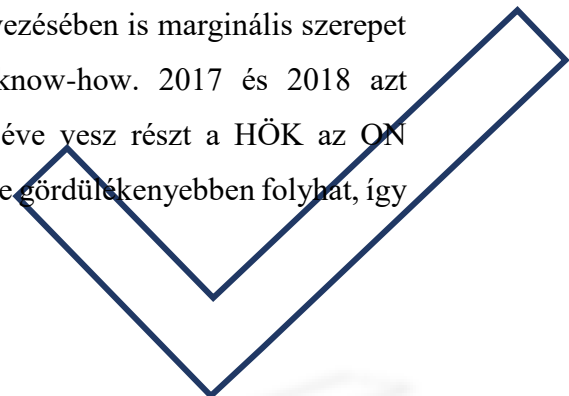 vezésében is marginális szerepet
know-how. 2017 és 2018 azt
éve vesz részt a HÖK az ON
e gördülékenyebben folyhat, így